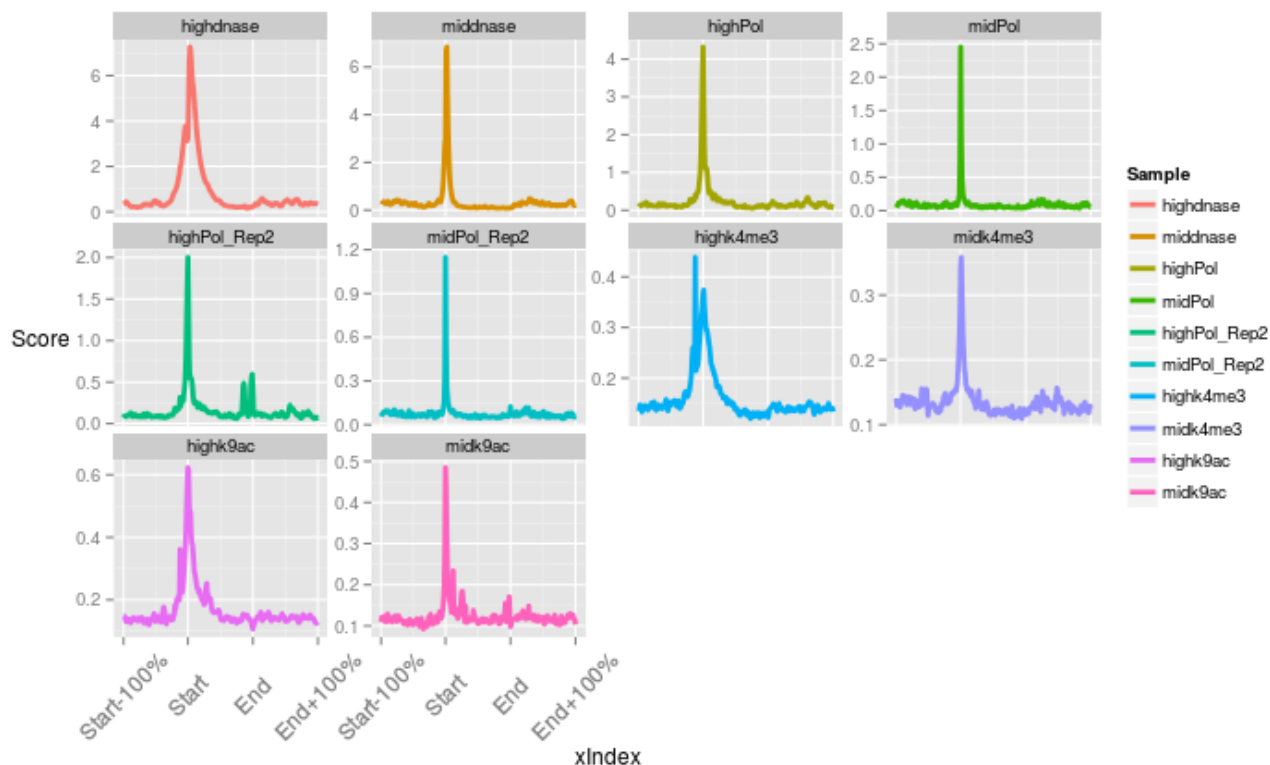 highdnase
middnase
highPol
midPol
6
4
2
0
6
4
2
0
4
3
2
1
0
2.5
2.0
1.5
1.0
0.5
0.0
highPol_Rep2
midPol_Rep2
highk4me3
midk4me3
2.0
1.5
1.0
0.5
0.0
1.2
0.9
0.6
0.3
0.0
0.4
0.3
0.2
0.3
0.2
0.1
Score
highk9ac
midk9ac
0.6
0.4
0.2
0.5
0.4
0.3
0.2
0.1
Start-100%
Start
End
End+100%
Start-100%
Start
End
End+100%
xIndex
Sample
highdnase
middnase
highPol
midPol
highPol_Rep2
midPol_Rep2
highk4me3
midk4me3
highk9ac
midk9ac